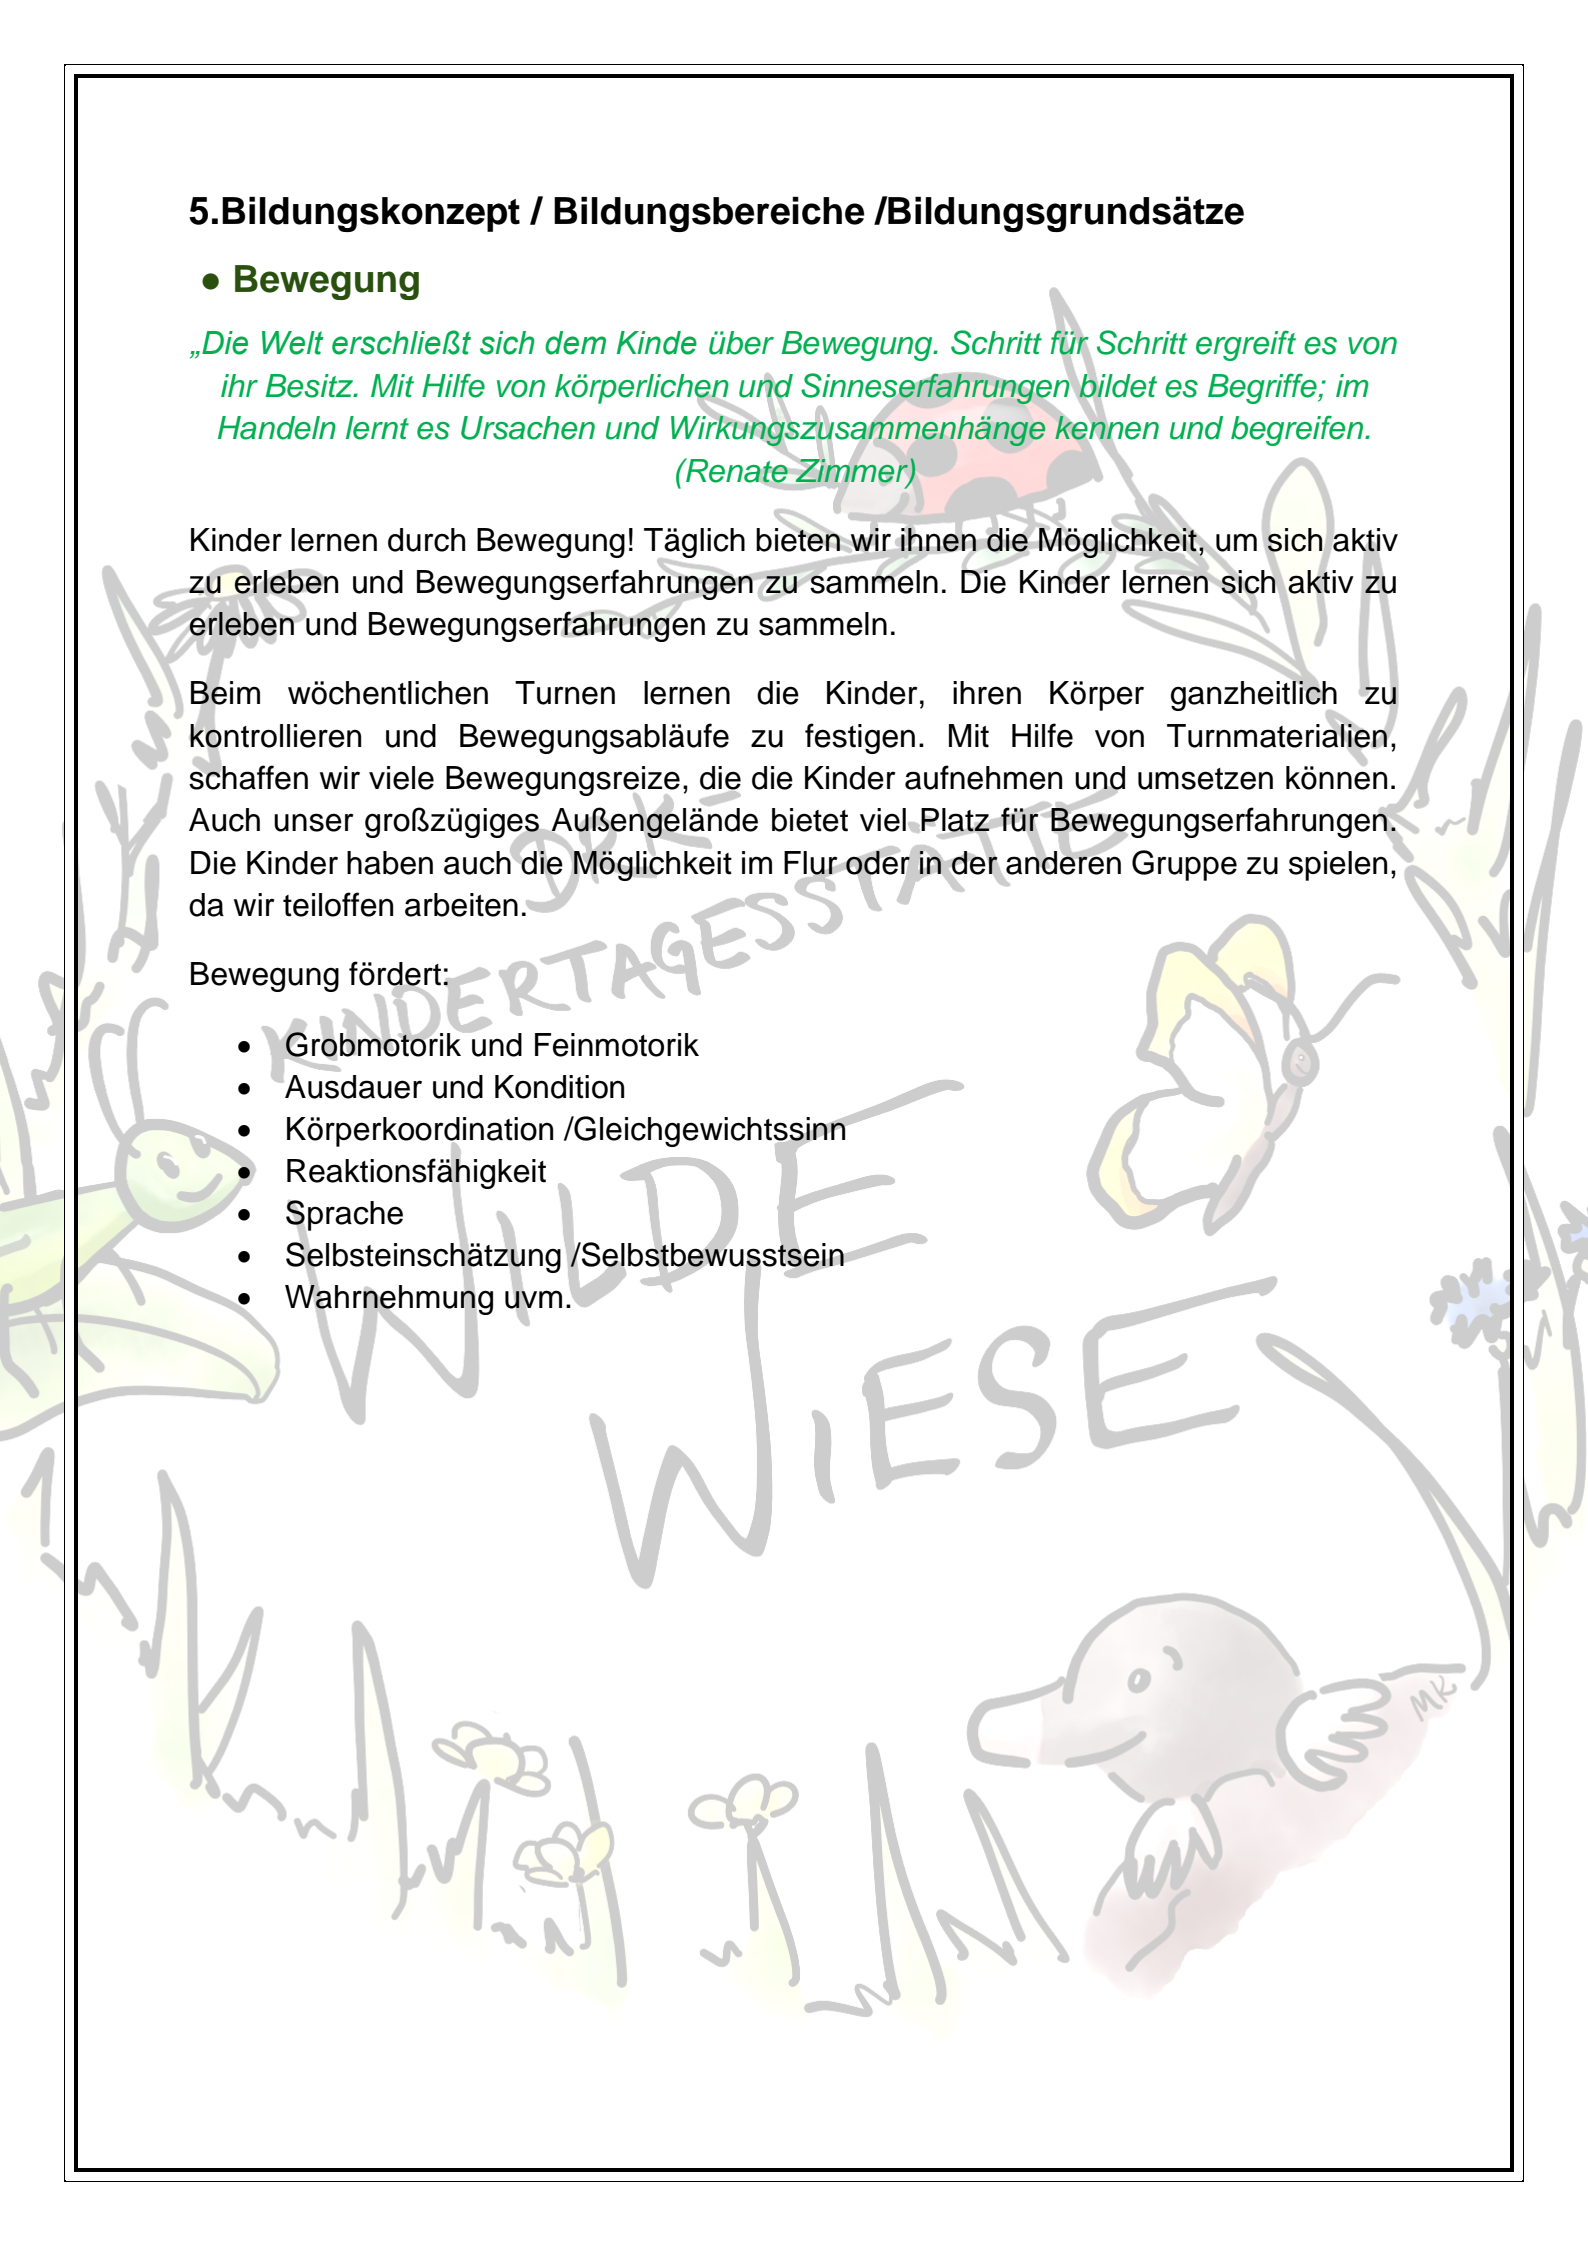 5.Bildungskonzept / Bildungsbereiche /Bildungsgrundsätze
● Bewegung
„Die Welt erschließt sich dem Kinde über Bewegung. Schritt für Schritt ergreift es von
ihr Besitz. Mit Hilfe von körperlichen und Sinneserfahrungen bildet es Begriffe; im
Handeln lernt es Ursachen und Wirkungszusammenhänge kennen und begreifen.
(Renate Zimmer)
Kinder lernen durch Bewegung! Täglich bieten wir ihnen die Möglichkeit, um sich aktiv
zu erleben und Bewegungserfahrungen zu sammeln. Die Kinder lernen sich aktiv zu
erleben und Bewegungserfahrungen zu sammeln.
Beim wöchentlichen Turnen lernen die Kinder, ihren Körper ganzheitlich zu
kontrollieren und Bewegungsabläufe zu festigen. Mit Hilfe von Turnmaterialien,
schaffen wir viele Bewegungsreize, die die Kinder aufnehmen und umsetzen können.
Auch unser großzügiges Außengelände bietet viel Platz für Bewegungserfahrungen.
Die Kinder haben auch die Möglichkeit im Flur oder in der anderen Gruppe zu spielen,
da wir teiloffen arbeiten.
Bewegung fördert:
• Grobmotorik und Feinmotorik
• Ausdauer und Kondition
• Körperkoordination /Gleichgewichtssinn
• Reaktionsfähigkeit
• Sprache
• Selbsteinschätzung /Selbstbewusstsein
• Wahrnehmung uvm.
DRK-
KINDERTAGESSTÄTTE
WILDE
WIESE
MK